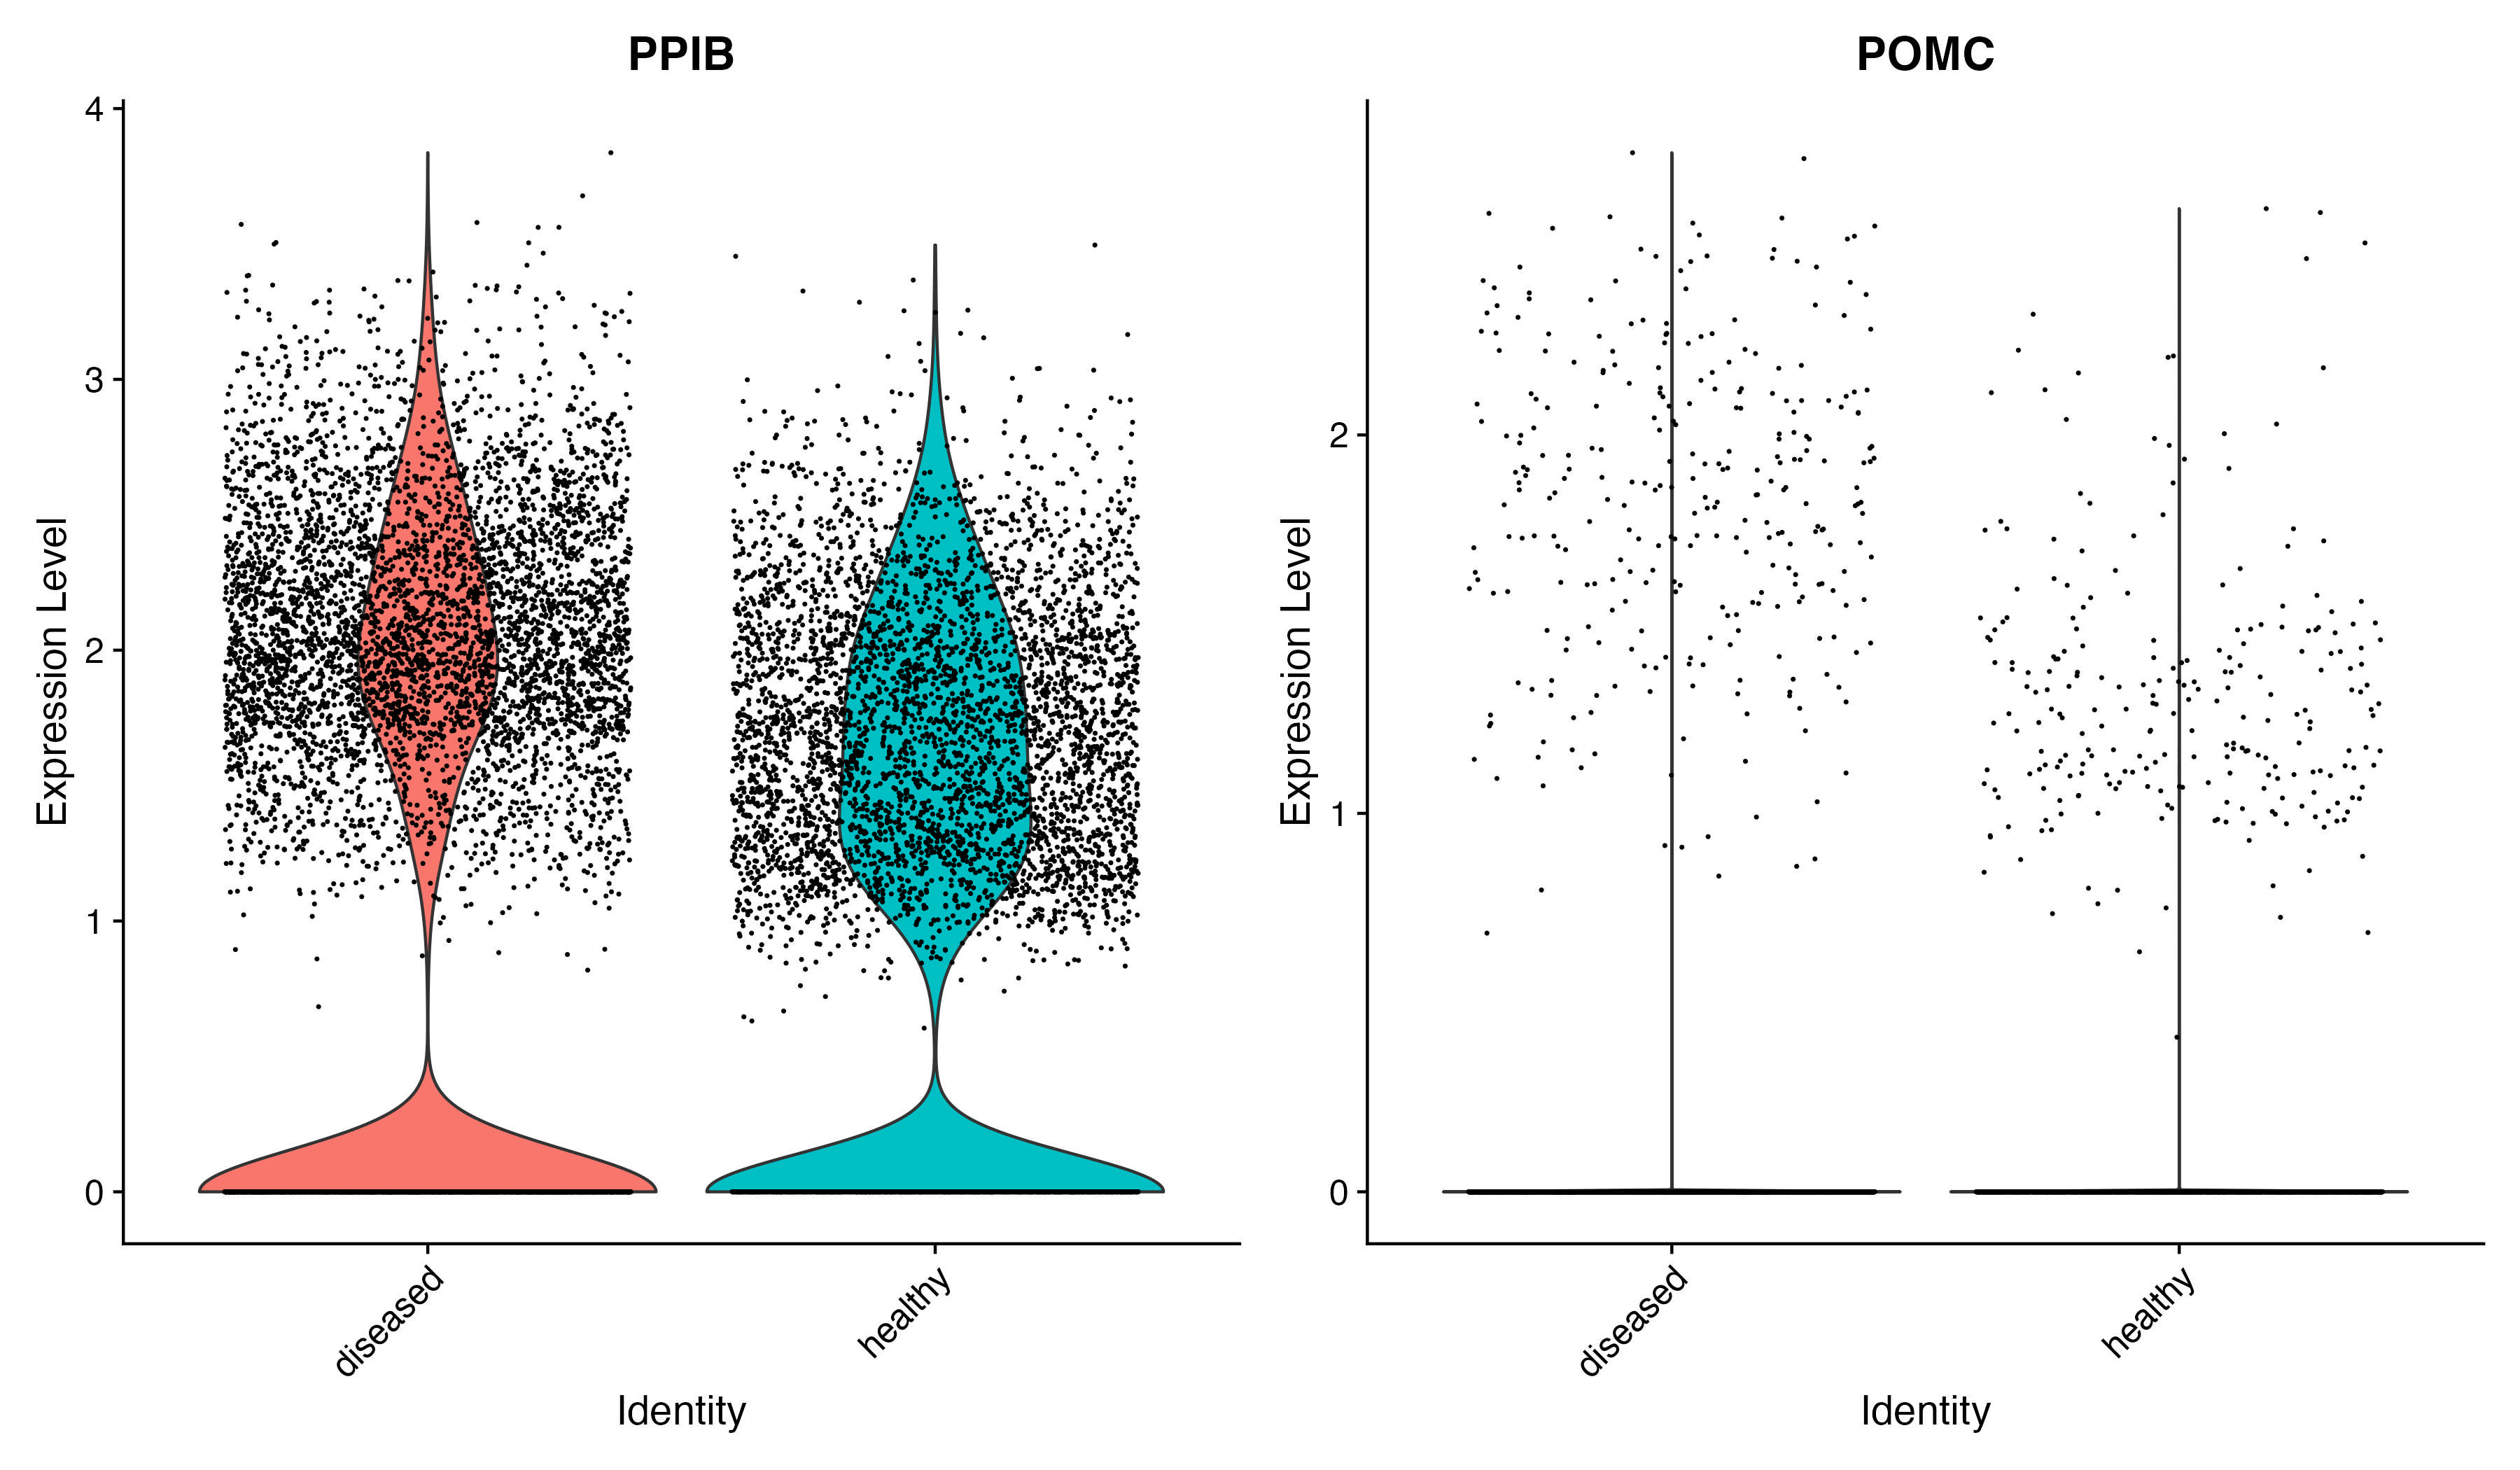 PPIB
4
3
2
1
0
Expression Level
diseased
healthy
Identity
POMC
2
1
0
Expression Level
diseased
healthy
Identity